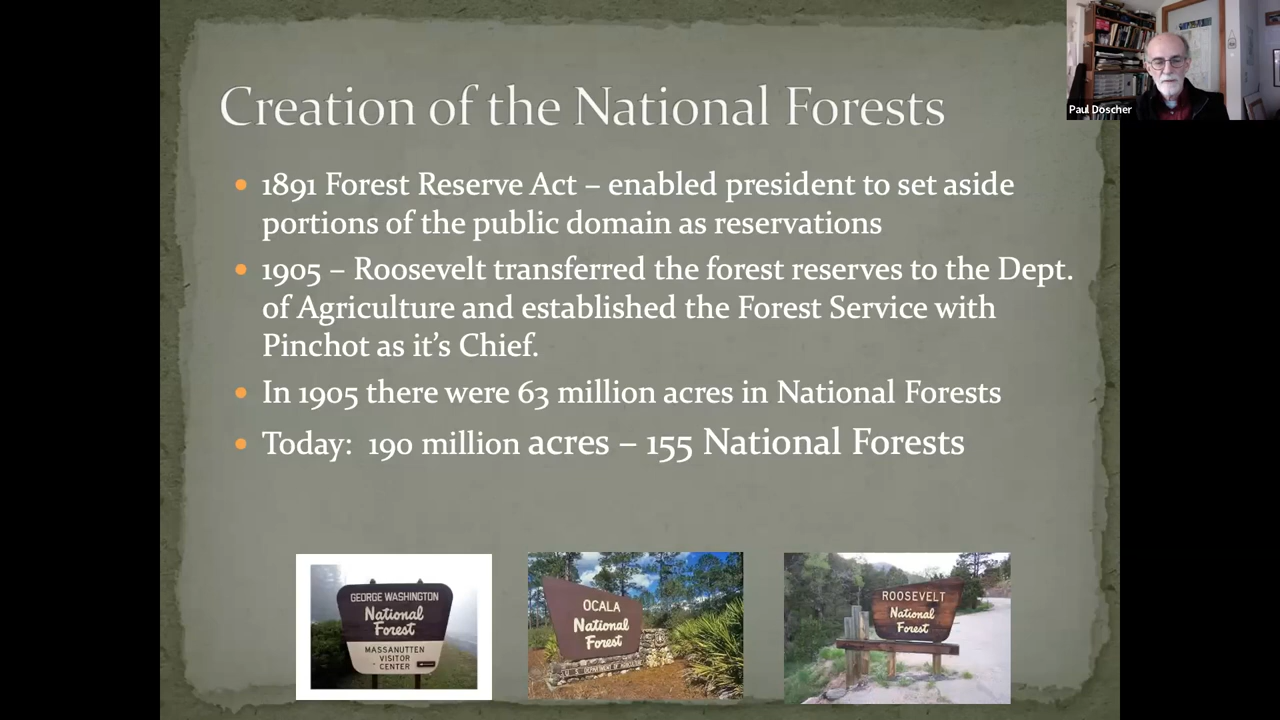 Paul Doscher
Creation of the National Forests
• 1891 Forest Reserve Act – enabled president to set aside
portions of the public domain as reservations
• 1905 – Roosevelt transferred the forest reserves to the Dept.
of Agriculture and established the Forest Service with
Pinchot as it’s Chief.
• In 1905 there were 63 million acres in National Forests
• Today:  190 million acres – 155 National Forests
GEORGE WASHINGTON
National
Forest
MASSANUTTEN
VISITOR
CENTER
OCALA
National
Forest
U.S. DEPARTMENT OF AGRICULTURE
ROOSEVELT
National
Forest